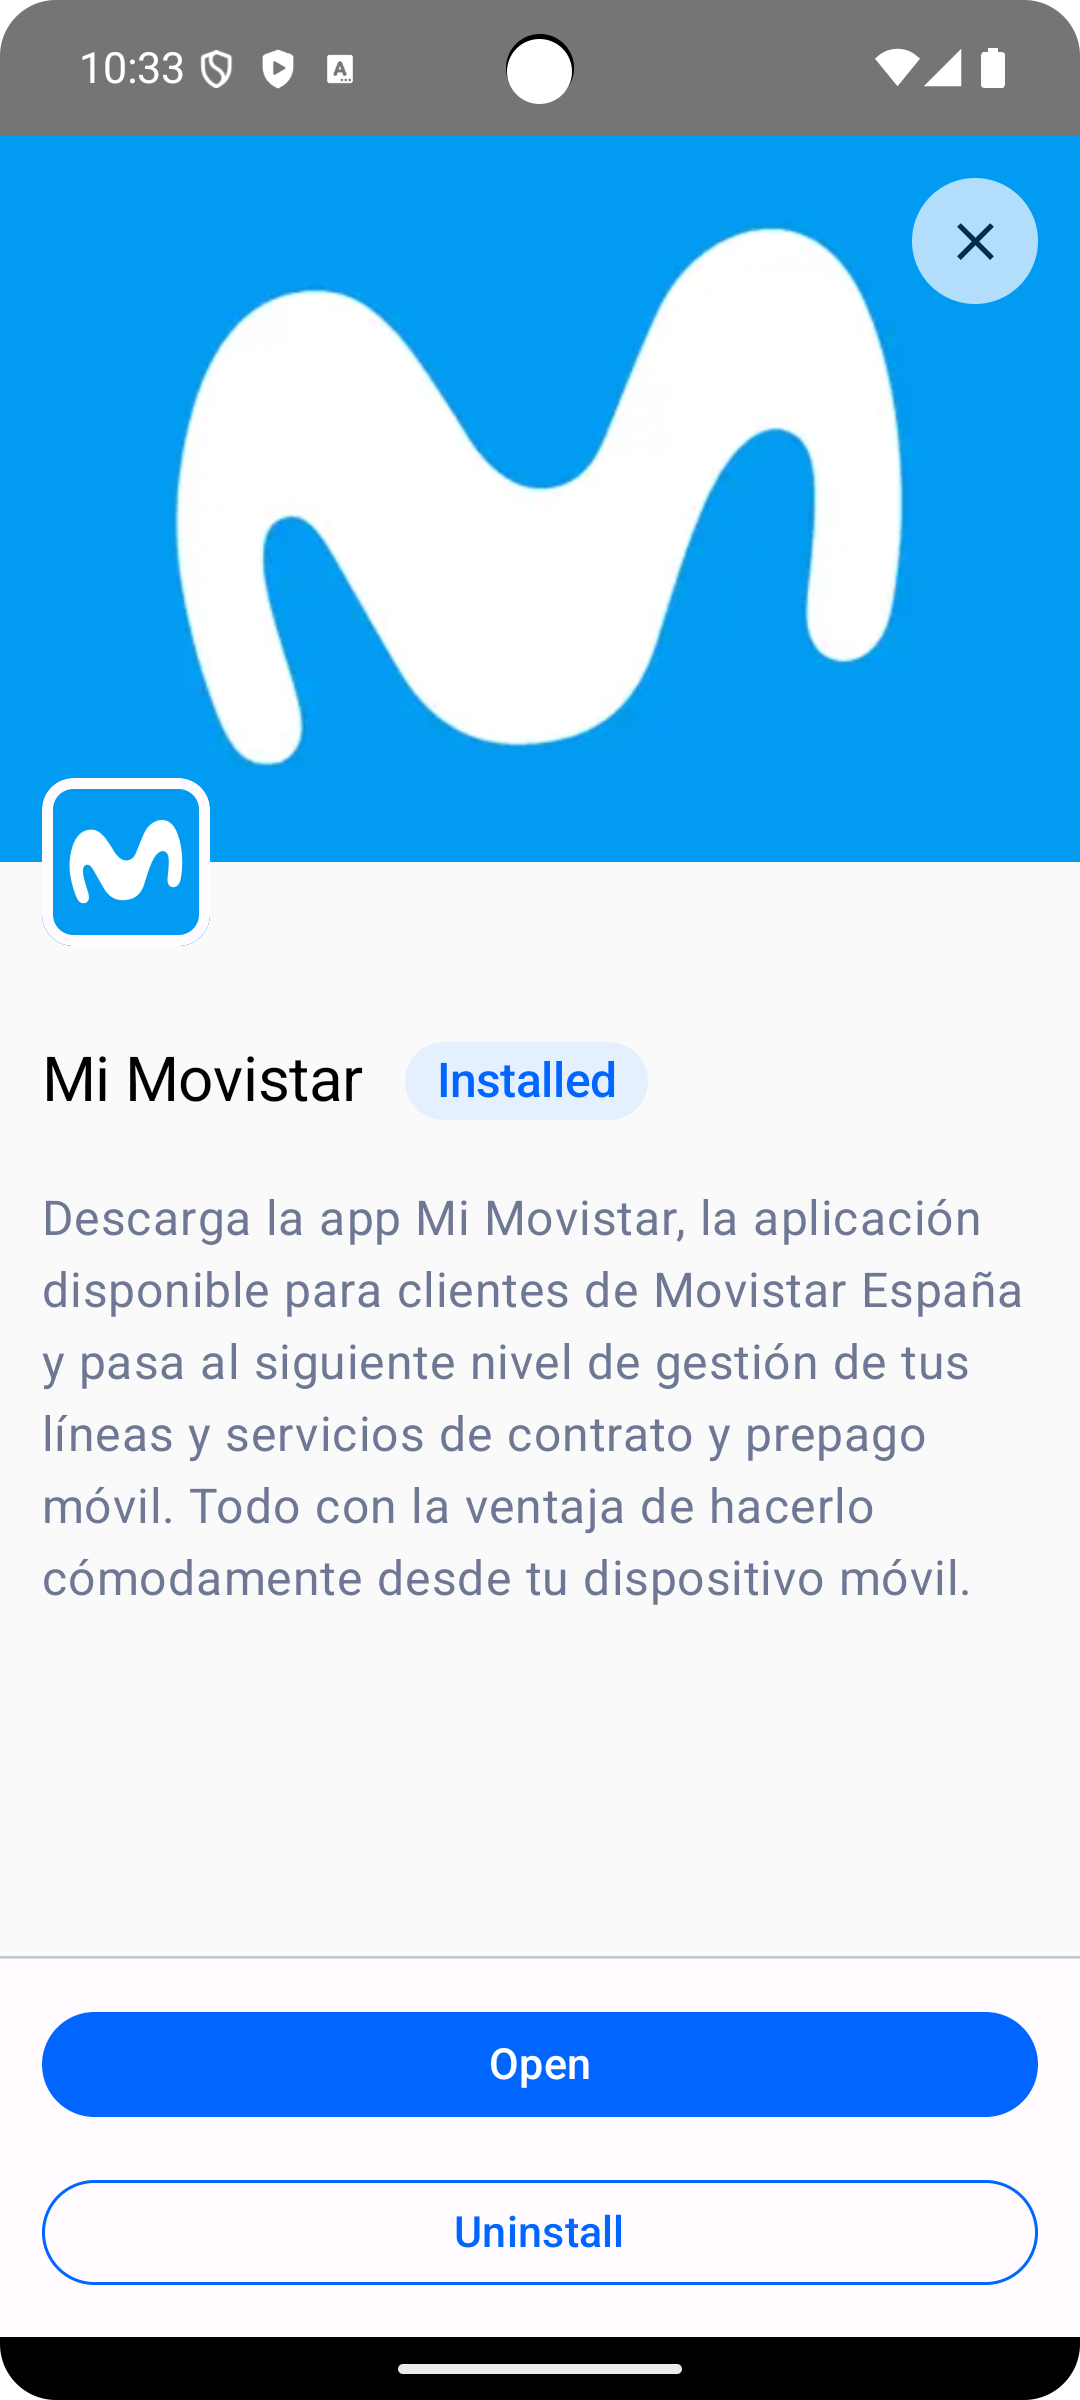 10:33
Mi Movistar
Installed
Descarga la app Mi Movistar, la aplicación
disponible para clientes de Movistar España
y pasa al siguiente nivel de gestión de tus
líneas y servicios de contrato y prepago
móvil. Todo con la ventaja de hacerlo
cómodamente desde tu dispositivo móvil.
Open
Uninstall